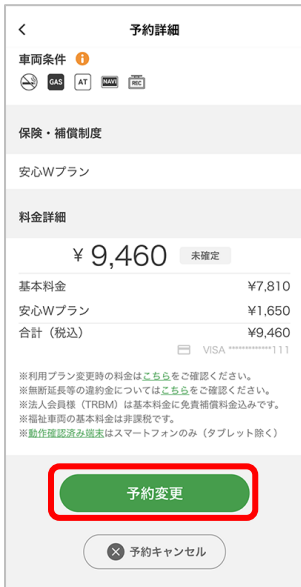 予約詳細
車両条件
GAS AT NAVI REC
保険・補償制度
安心Wプラン
料金詳細
¥ 9,460 未確定
基本料金 ¥7,810
安心Wプラン ¥1,650
合計(税込) ¥9,460
VISA ************111
※利用プラン変更時の料金はこちらをご確認ください。
※無断延長等の違約金についてはこちらをご確認ください。
※法人会員様(TRBM)は基本料金に免責補償料金込みです。
※福祉車両の基本料金は非課税です。
※動作確認済み端末はスマートフォンのみ(タブレット除く)
予約変更
予約キャンセル